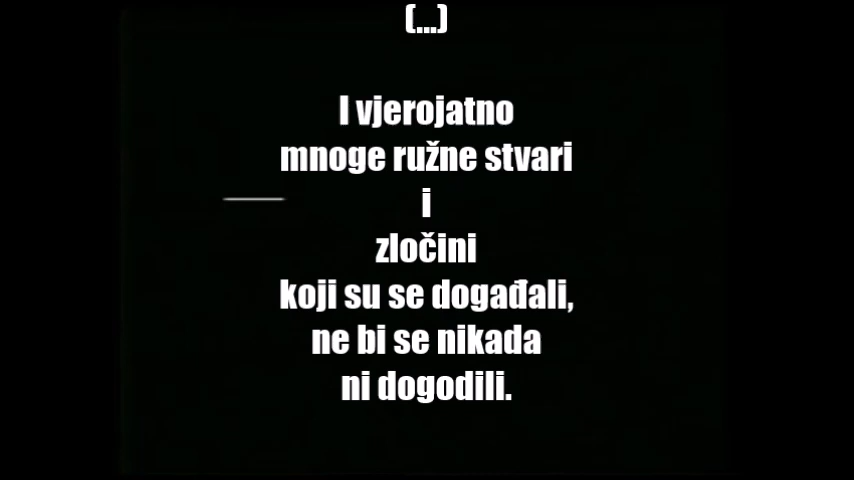 (...)
I vjerojatno
mnoge ružne stvari
i
zločini
koji su se događali,
ne bi se nikada
ni dogodili.